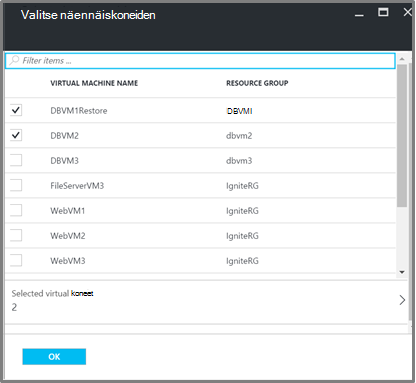 Valitse näennäiskoneiden
Filter items ...
VIRTUAL MACHINE NAME RESOURCE GROUP
DBVM1Restore DBVMI
DBVM2 dbvm2
DBVM3 dbvm3
FileServerVM3 IgniteRG
WebVM1 IgniteRG
WebVM2 IgniteRG
WebVM3 IgniteRG
Selected virtual koneet
2
OK